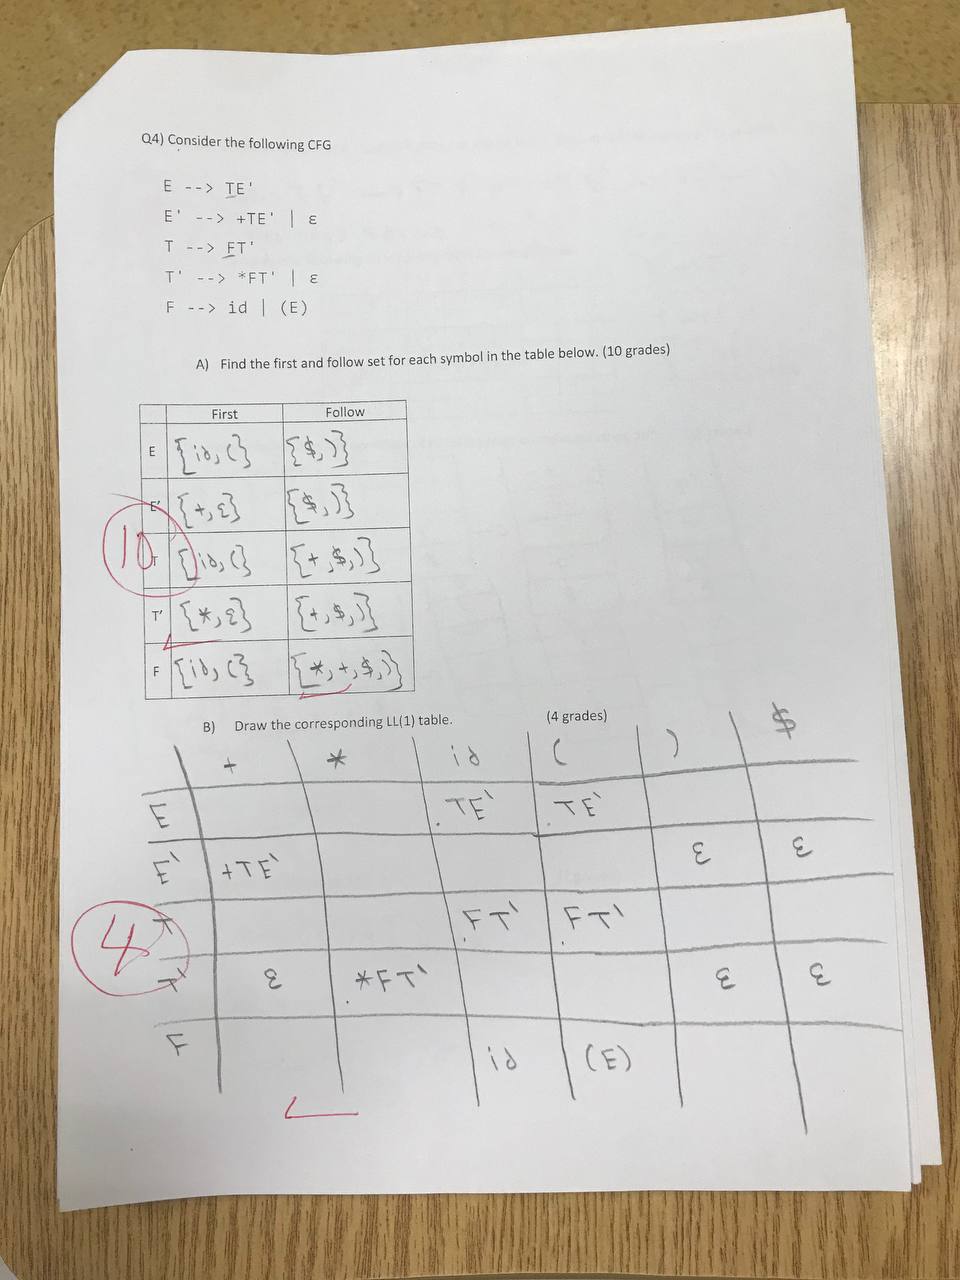 Q4) Consider the following CFG
E --> TE'
E' --> +TE' | ε
T --> FT'
T' --> *FT' | ε
F --> id | (E)
A) Find the first and follow set for each symbol in the table below. (10 grades)
First Follow
E {id, (} {$, )}
E' {+, ε} {$, )}
10
T {id, (} {+, $, )}
T' {*, ε} {+, $, )}
F {id, (} {*, +, $, )}
B) Draw the corresponding LL(1) table. (4 grades)
+ * id ( ) $
E TE` TE`
E` +TE` ε ε
4
T FT` FT`
T` ε *FT` ε ε
F id (E)